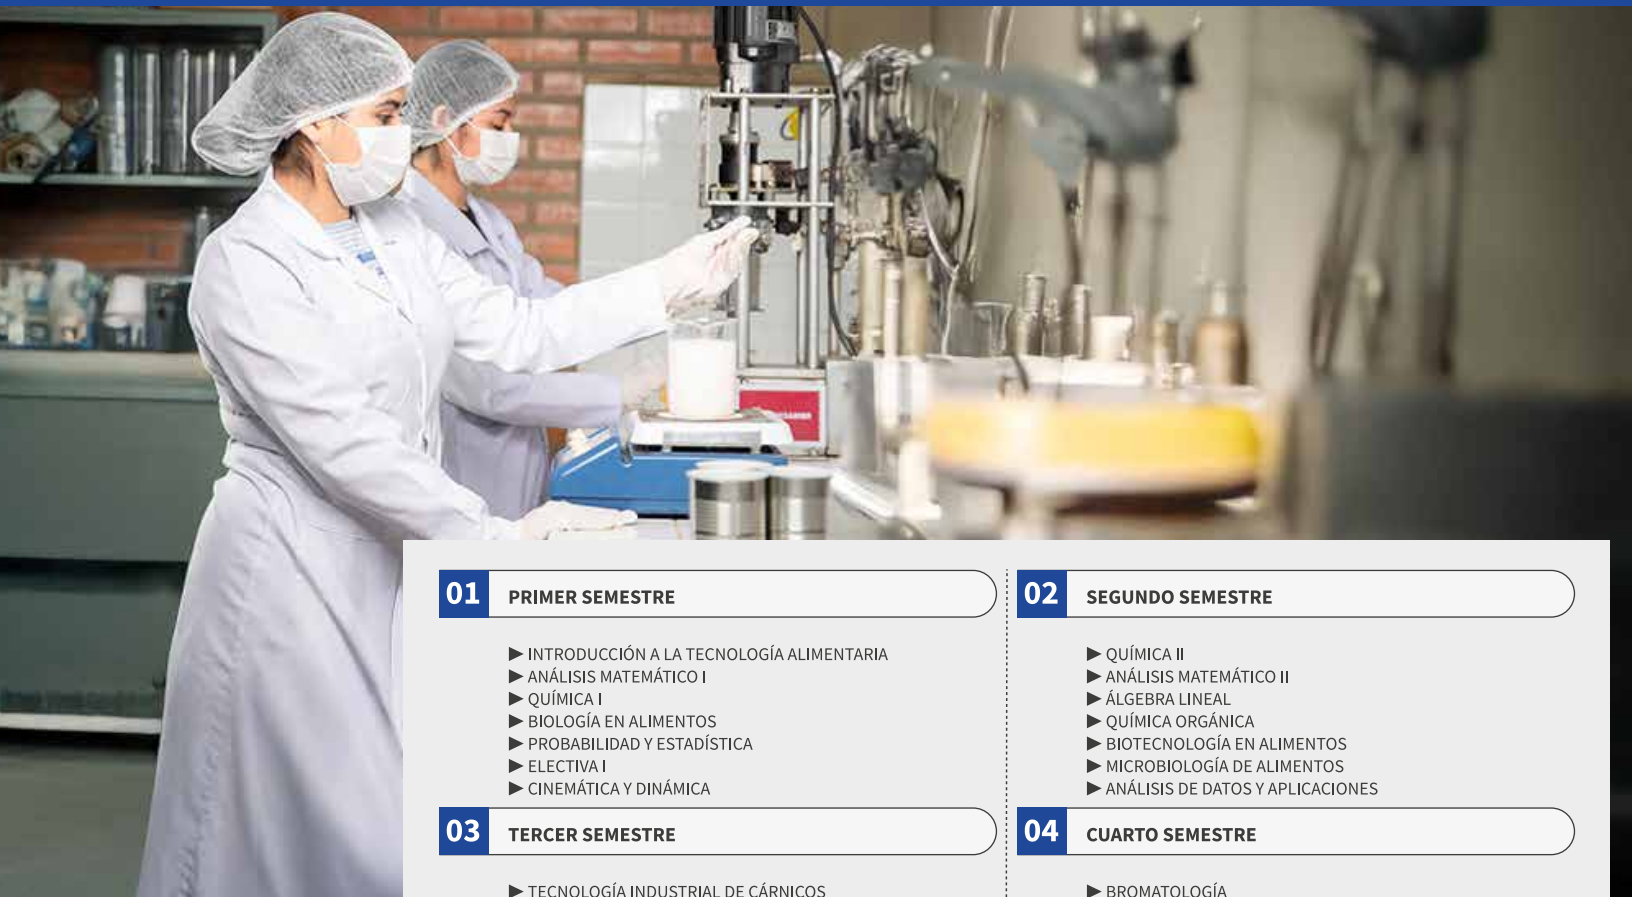 01 PRIMER SEMESTRE
► INTRODUCCIÓN A LA TECNOLOGÍA ALIMENTARIA
► ANÁLISIS MATEMÁTICO I
► QUÍMICA I
► BIOLOGÍA EN ALIMENTOS
► PROBABILIDAD Y ESTADÍSTICA
► ELECTIVA I
► CINEMÁTICA Y DINÁMICA
02 SEGUNDO SEMESTRE
► QUÍMICA II
► ANÁLISIS MATEMÁTICO II
► ÁLGEBRA LINEAL
► QUÍMICA ORGÁNICA
► BIOTECNOLOGÍA EN ALIMENTOS
► MICROBIOLOGÍA DE ALIMENTOS
► ANÁLISIS DE DATOS Y APLICACIONES
03 TERCER SEMESTRE
► TECNOLOGÍA INDUSTRIAL DE CÁRNICOS
04 CUARTO SEMESTRE
► BROMATOLOGÍA